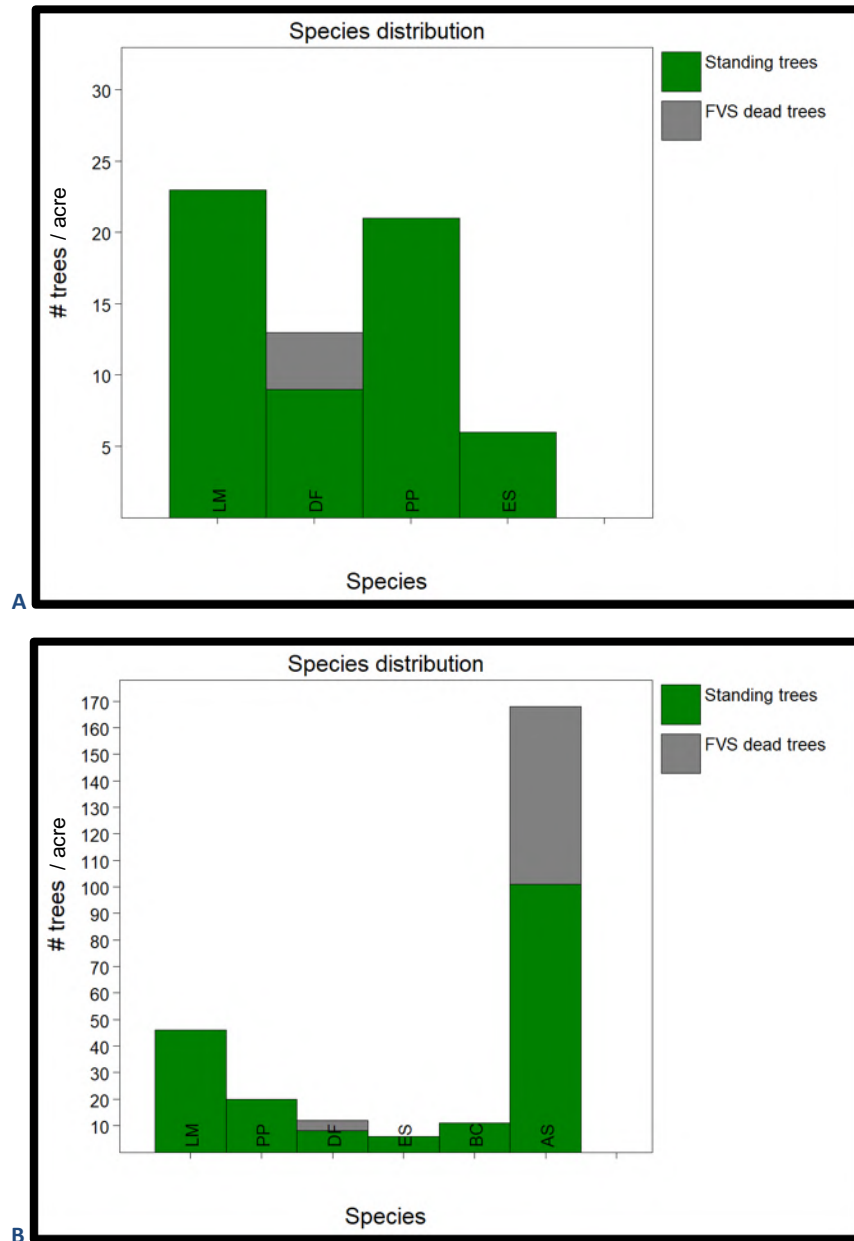 Species distribution
Standing trees
FVS dead trees
# trees / acre
30
25
20
15
10
5
LM
DF
PP
ES
Species
A
Species distribution
Standing trees
FVS dead trees
# trees / acre
170
160
150
140
130
120
110
100
90
80
70
60
50
40
30
20
10
LM
PP
DF
ES
BC
AS
Species
B